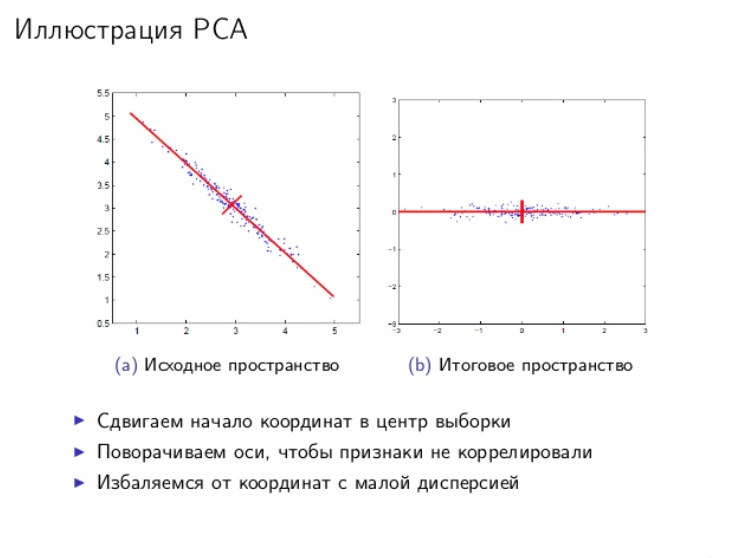 Иллюстрация PCA
5.5
5
4.5
4
3.5
3
2.5
2
1.5
1
0.5
1 2 3 4 5
3
2
1
0
-1
-2
-3
-3 -2 -1 0 1 2 3
(a) Исходное пространство
(b) Итоговое пространство
Сдвигаем начало координат в центр выборки
Поворачиваем оси, чтобы признаки не коррелировали
Избаляемся от координат с малой дисперсией